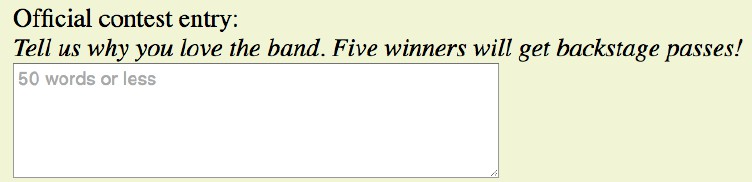 Official contest entry:
Tell us why you love the band. Five winners will get backstage passes!
50 words or less